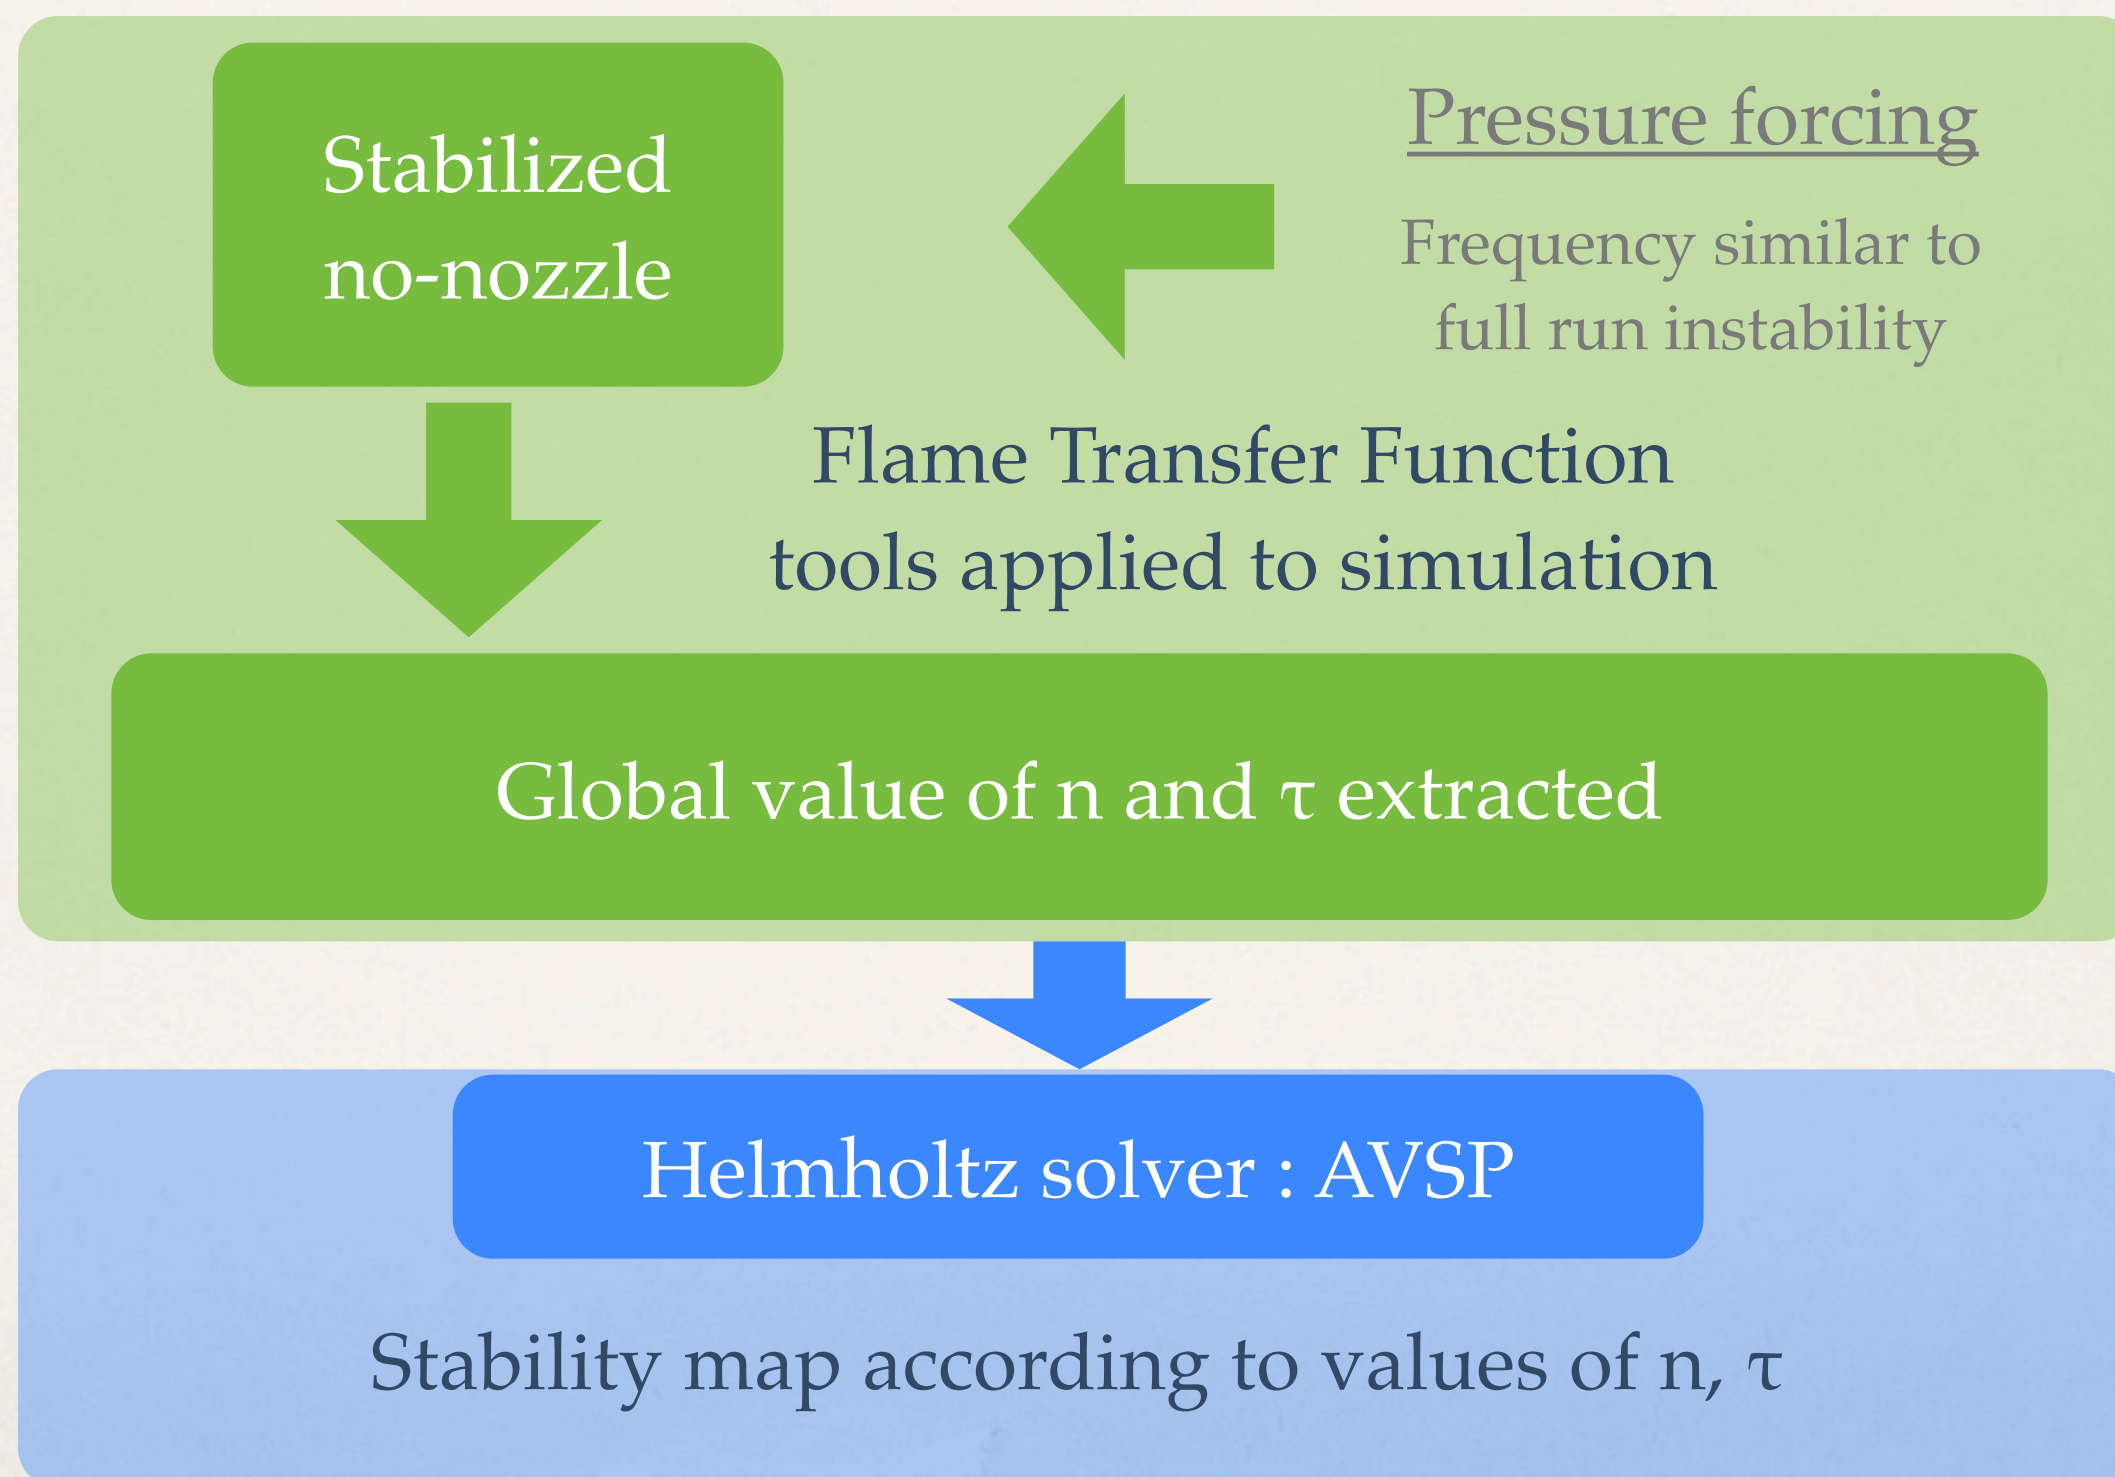 Stabilized
no-nozzle
Pressure forcing
Frequency similar to
full run instability
Flame Transfer Function
tools applied to simulation
Global value of n and τ extracted
Helmholtz solver : AVSP
Stability map according to values of n, τ